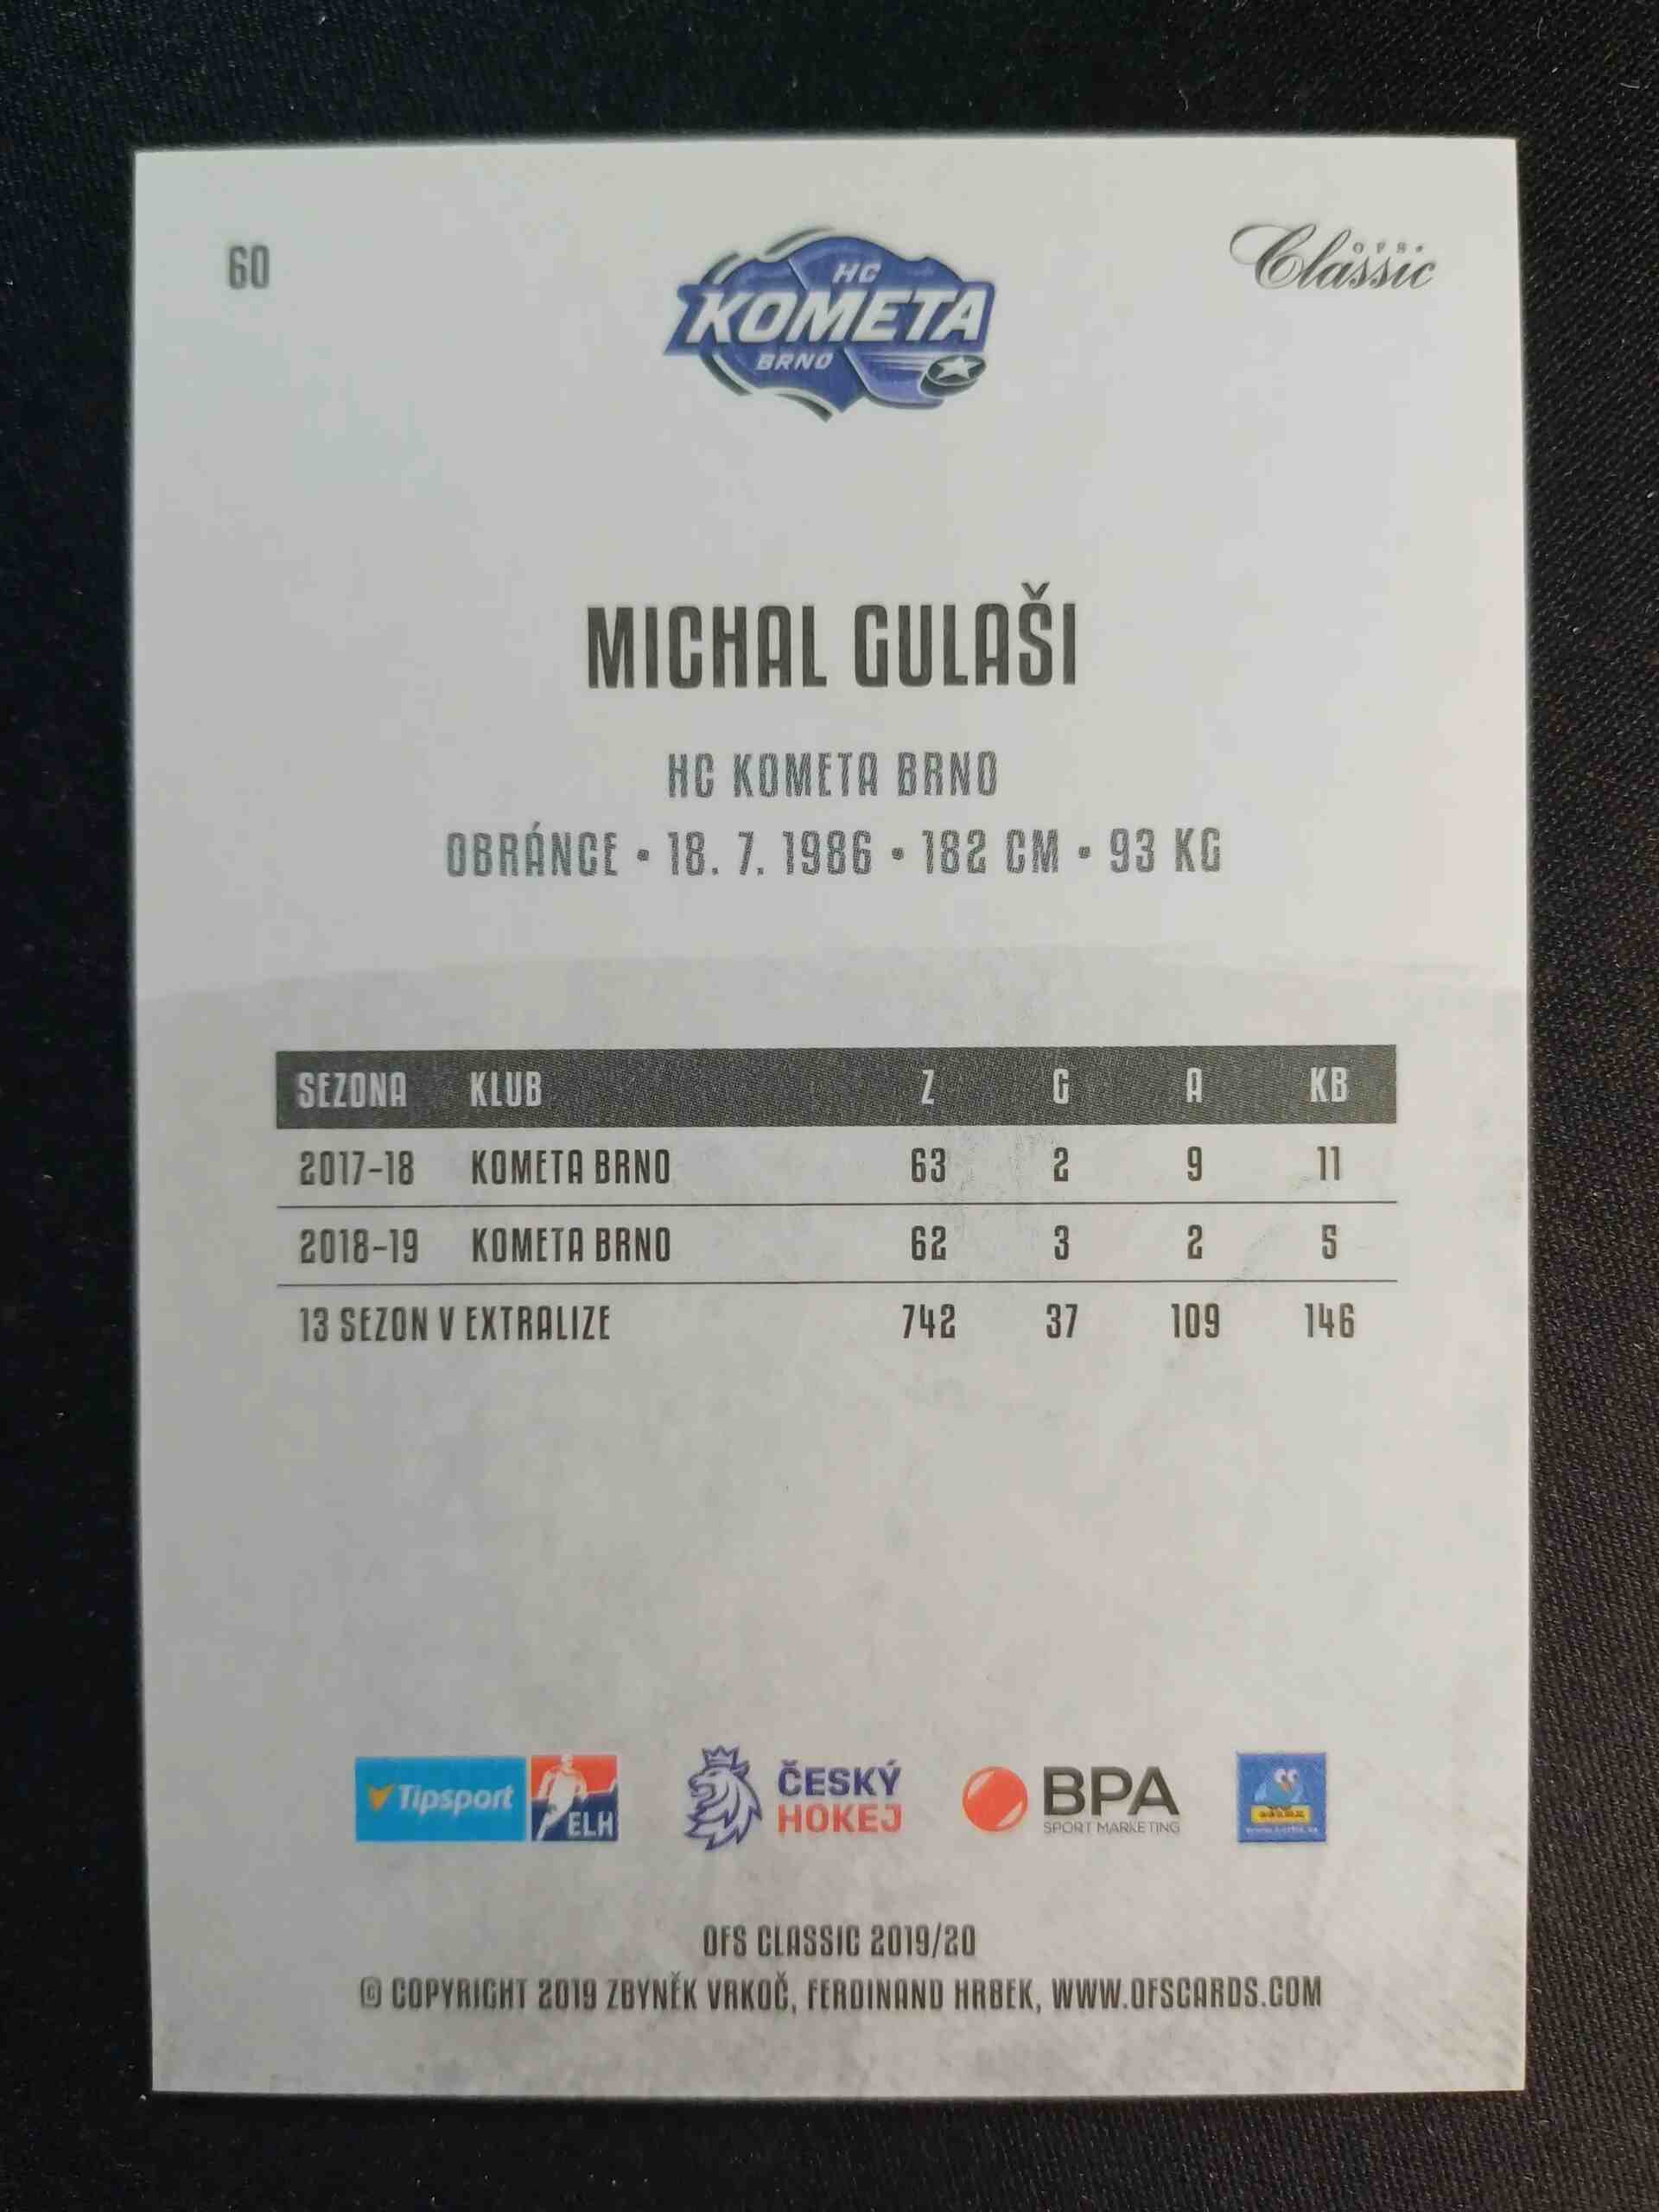 60
HC
KOMETA
BRNO
OFS
Classic
MICHAL GULAŠI
HC KOMETA BRNO
OBRÁNCE • 18. 7. 1986 • 182 CM • 93 KG
SEZONA KLUB Z G A KB
2017-18 KOMETA BRNO 63 2 9 11
2018-19 KOMETA BRNO 62 3 2 5
13 SEZON V EXTRALIZE 742 37 109 146
Tipsport ELH
ČESKÝ
HOKEJ
BPA
SPORT MARKETING
OFS CLASSIC 2019/20
© COPYRIGHT 2019 ZBYNĚK VRKOČ, FERDINAND HRBEK, WWW.OFSCARDS.COM